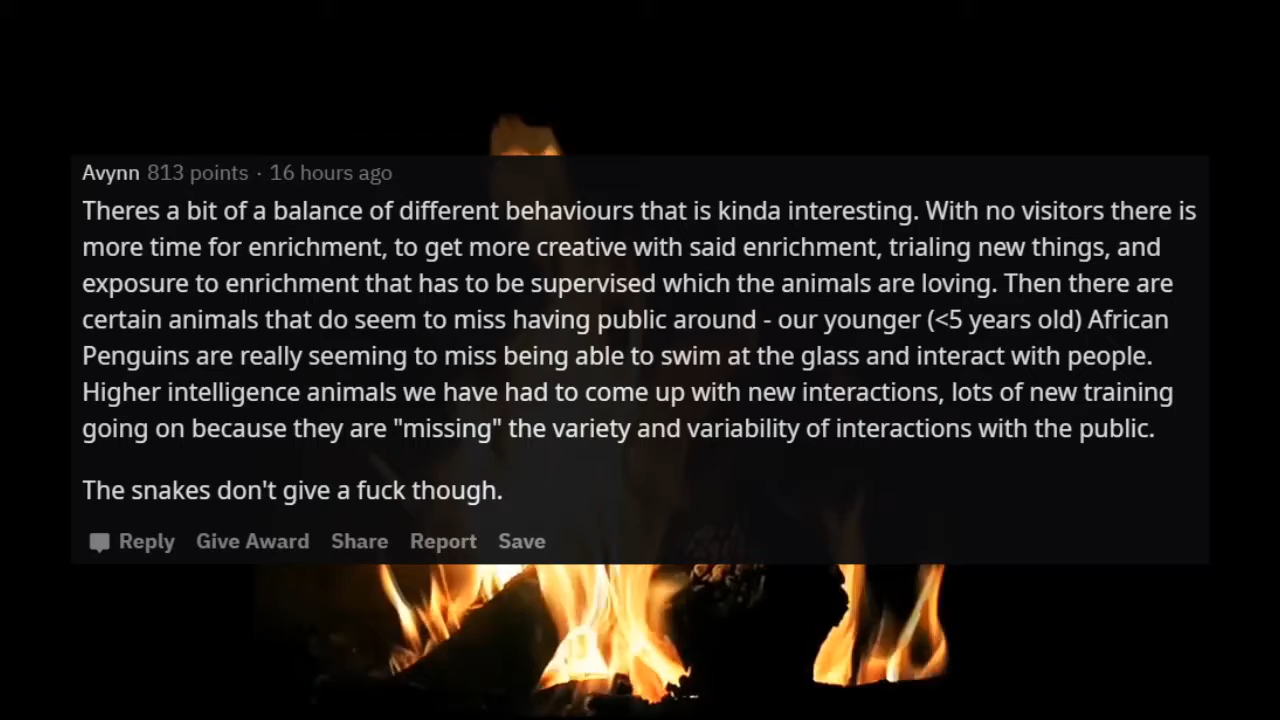 Avynn 813 points · 16 hours ago
Theres a bit of a balance of different behaviours that is kinda interesting. With no visitors there is
more time for enrichment, to get more creative with said enrichment, trialing new things, and
exposure to enrichment that has to be supervised which the animals are loving. Then there are
certain animals that do seem to miss having public around - our younger (<5 years old) African
Penguins are really seeming to miss being able to swim at the glass and interact with people.
Higher intelligence animals we have had to come up with new interactions, lots of new training
going on because they are "missing" the variety and variability of interactions with the public.
The snakes don't give a fuck though.
Reply Give Award Share Report Save